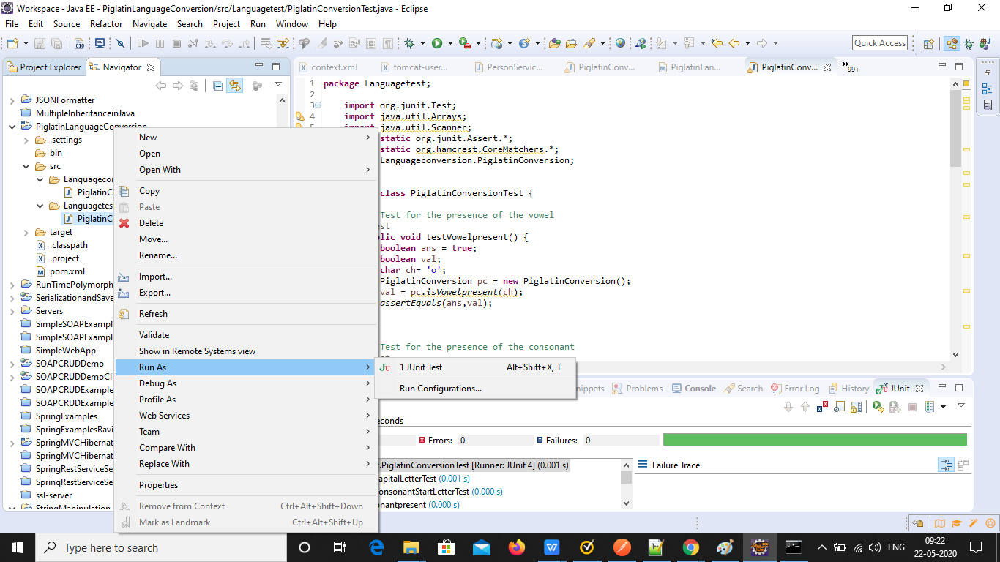 Workspace - Java EE - PiglatinLanguageConversion/src/Languagetest/PiglatinConversionTest.java - Eclipse
File Edit Source Refactor Navigate Search Project Run Window Help
Quick Access
Project Explorer Navigator
context.xml tomcat-user... PersonServic... PiglatinConv... PiglatinLan... PiglatinConv... »99+
JSONFormatter
MultipleInheritanceinJava
PiglatinLanguageConversion
.settings
bin
src
Languagecon
PiglatinC
Languagetest
PiglatinC
target
.classpath
.project
pom.xml
RunTimePolymorph
SerializationandSave
Servers
SimpleSOAPExampl
SimpleSOAPExampl
SimpleWebApp
SOAPCRUDDemo
SOAPCRUDDemoCli
SOAPCRUDExample
SOAPCRUDExample
SpringExamples
SpringExamplesRavi
SpringMVCHibernat
SpringMVCHibernat
SpringRestServiceSe
SpringRestServiceSe
ssl-server
StringManipulation
New
Open
Open With
Copy
Paste
Delete
Move...
Rename...
Import...
Export...
Refresh
Validate
Show in Remote Systems view
Run As
Debug As
Profile As
Web Services
Team
Compare With
Replace With
Properties
Remove from Context Ctrl+Alt+Shift+Down
Mark as Landmark Ctrl+Alt+Shift+Up
1 JUnit Test Alt+Shift+X, T
Run Configurations...
1 package Languagetest;
2
3 import org.junit.Test;
4 import java.util.Arrays;
5 import java.util.Scanner;
static org.junit.Assert.*;
static org.hamcrest.CoreMatchers.*;
Languageconversion.PiglatinConversion;
class PiglatinConversionTest {
Test for the presence of the vowel
st
lic void testVowelpresent() {
boolean ans = true;
boolean val;
char ch= 'o';
PiglatinConversion pc = new PiglatinConversion();
val = pc.isVowelpresent(ch);
assertEquals(ans,val);
Test for the presence of the consonant
st
nippets Problems Console Search Error Log History JUnit
econds
Errors: 0 Failures: 0
.PiglatinConversionTest [Runner: JUnit 4] (0.001 s)
apitalLetterTest (0.001 s)
onsonantStartLetterTest (0.000 s)
onantpresent (0.000 s)
Failure Trace
Type here to search
ENG
09:22
22-05-2020